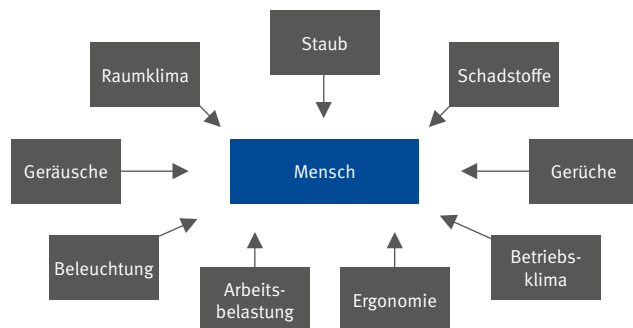 Staub
Raumklima
Schadstoffe
Geräusche
Mensch
Gerüche
Beleuchtung
Arbeits-
belastung
Ergonomie
Betriebs-
klima